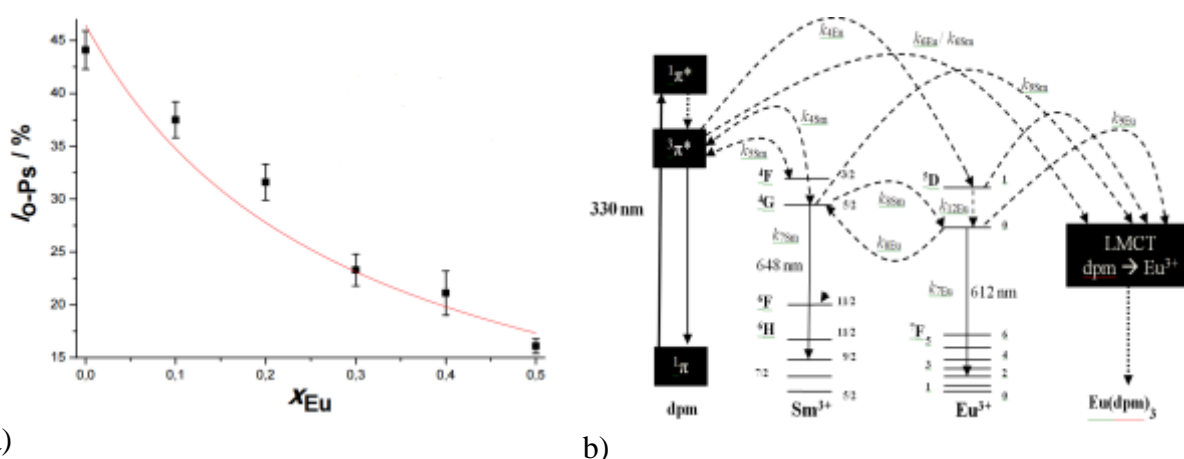 I_O-Ps / %
45
40
35
30
25
20
15
0,0 0,1 0,2 0,3 0,4 0,5
x_Eu
)
b)
¹π*
³π*
¹π
dpm
330 nm
k_4Eu
k_6Eu / k_6Sm
k_9Sm
k_9Eu
k_4Sm
k_5Sm
⁴F 3/2
⁴G 5/2
k_8Sm
k_8Eu
k_7Sm
648 nm
⁶F 11/2
⁶H 11/2
9/2
7/2
5/2
Sm³⁺
⁵D 1
k_12Eu
0
k_7Eu
612 nm
⁷F 6
5
4
3
2
1
0
Eu³⁺
LMCT
dpm → Eu³⁺
Eu(dpm)₃